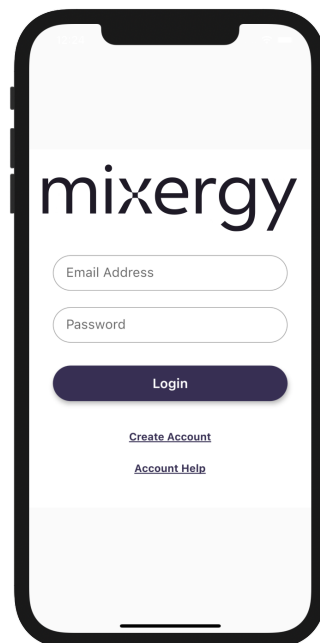 mixergy
Email Address
Password
Login
Create Account
Account Help